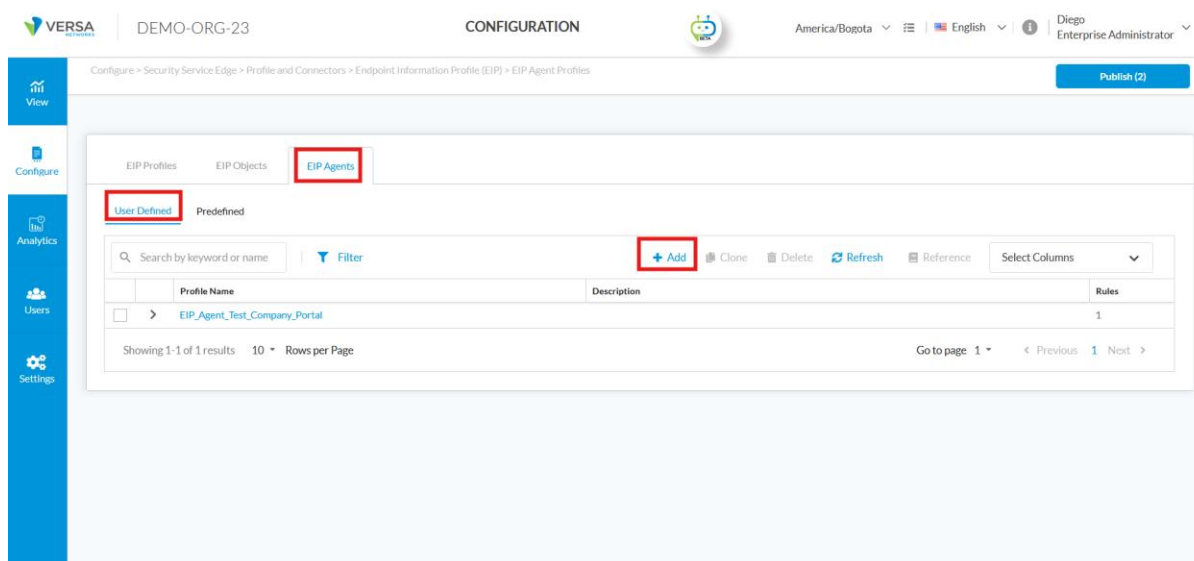 VERSA NETWORKS DEMO-ORG-23 CONFIGURATION BETA America/Bogota English Diego
Enterprise Administrator
Configure > Security Service Edge > Profile and Connectors > Endpoint Information Profile (EIP) > EIP Agent Profiles Publish (2)
View
Configure
Analytics
Users
Settings
EIP Profiles EIP Objects EIP Agents
User Defined Predefined
Search by keyword or name Filter + Add Clone Delete Refresh Reference Select Columns
Profile Name Description Rules
EIP_Agent_Test_Company_Portal 1
Showing 1-1 of 1 results 10 Rows per Page Go to page 1 < Previous 1 Next >